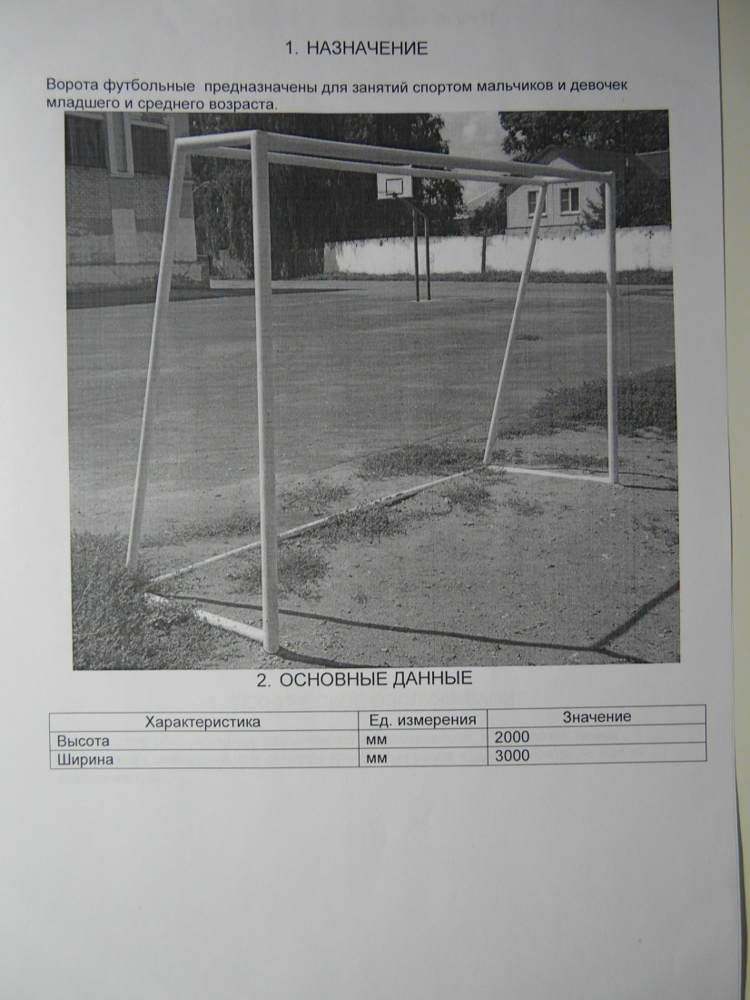 1. НАЗНАЧЕНИЕ
Ворота футбольные предназначены для занятий спортом мальчиков и девочек
младшего и среднего возраста.
2. ОСНОВНЫЕ ДАННЫЕ
Характеристика Ед. измерения Значение
Высота мм 2000
Ширина мм 3000